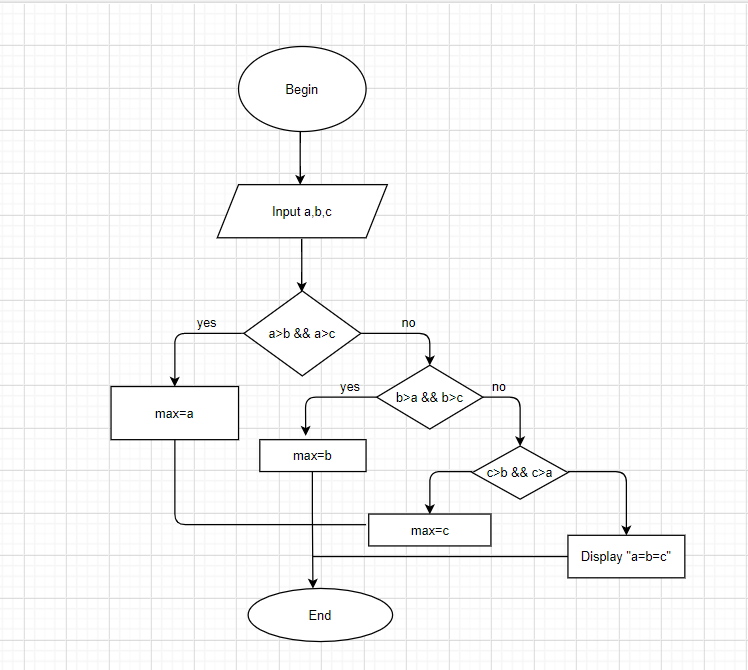 Begin
Input a,b,c
a>b && a>c
yes
no
max=a
b>a && b>c
yes
no
max=b
c>b && c>a
max=c
Display "a=b=c"
End